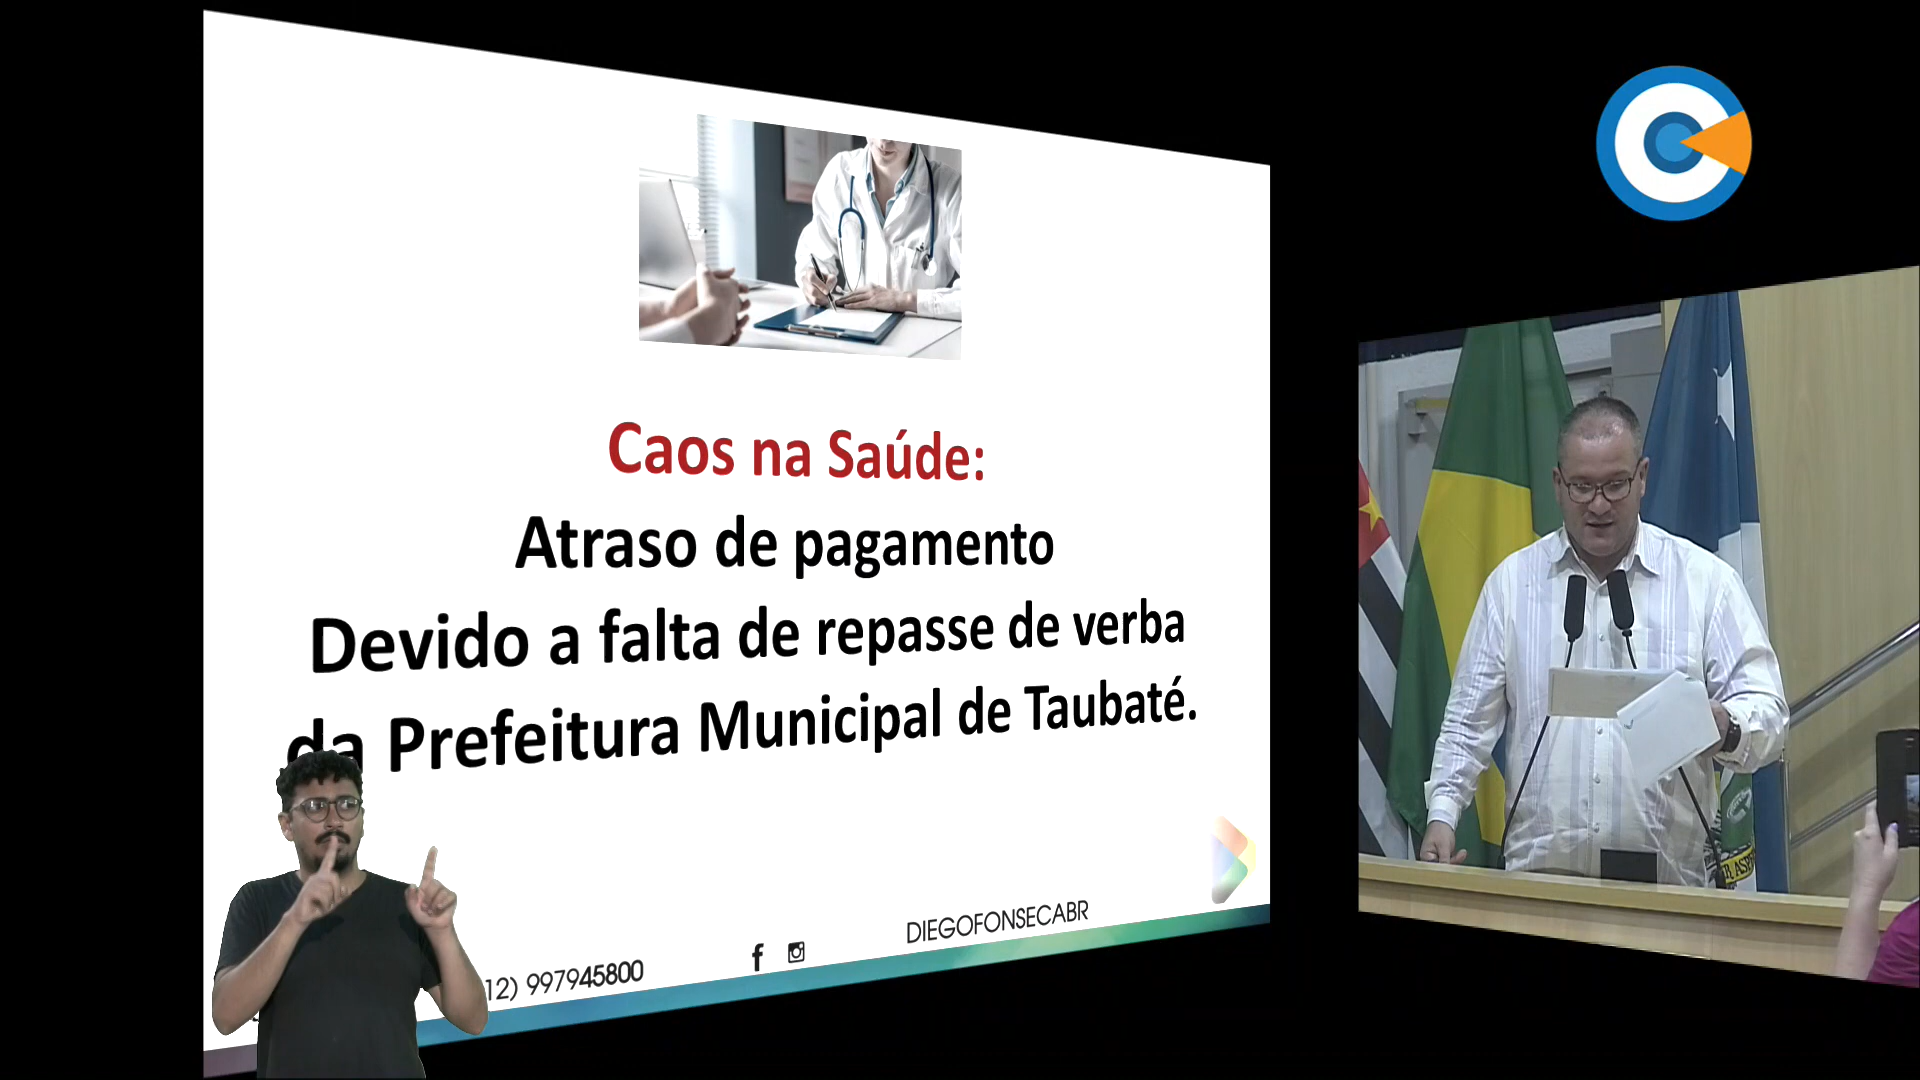 Caos na Saúde:
Atraso de pagamento
Devido a falta de repasse de verba
da Prefeitura Municipal de Taubaté.
12) 997945800
DIEGOFONSECABR